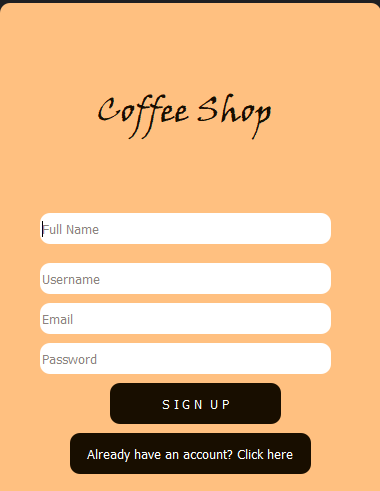 Coffee Shop
Full Name
Username
Email
Password
SIGN UP
Already have an account? Click here